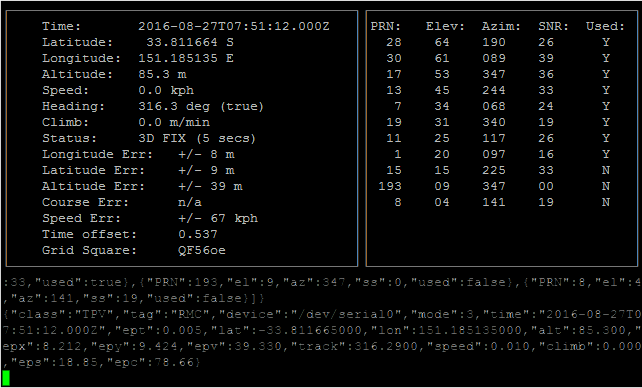 Time: 2016-08-27T07:51:12.000Z
Latitude: 33.811664 S
Longitude: 151.185135 E
Altitude: 85.3 m
Speed: 0.0 kph
Heading: 316.3 deg (true)
Climb: 0.0 m/min
Status: 3D FIX (5 secs)
Longitude Err: +/- 8 m
Latitude Err: +/- 9 m
Altitude Err: +/- 39 m
Course Err: n/a
Speed Err: +/- 67 kph
Time offset: 0.537
Grid Square: QF56oe
PRN: Elev: Azim: SNR: Used:
28 64 190 26 Y
30 61 089 39 Y
17 53 347 36 Y
13 45 244 33 Y
7 34 068 24 Y
19 31 340 19 Y
11 25 117 26 Y
1 20 097 16 Y
15 15 225 33 N
193 09 347 00 N
8 04 141 19 N
:33,"used":true},{"PRN":193,"el":9,"az":347,"ss":0,"used":false},{"PRN":8,"el":4
,"az":141,"ss":19,"used":false}]}
{"class":"TPV","tag":"RMC","device":"/dev/serial0","mode":3,"time":"2016-08-27T0
7:51:12.000Z","ept":0.005,"lat":-33.811665000,"lon":151.185135000,"alt":85.300,"
epx":8.212,"epy":9.424,"epv":39.330,"track":316.2900,"speed":0.010,"climb":0.000
,"eps":18.85,"epc":78.66}